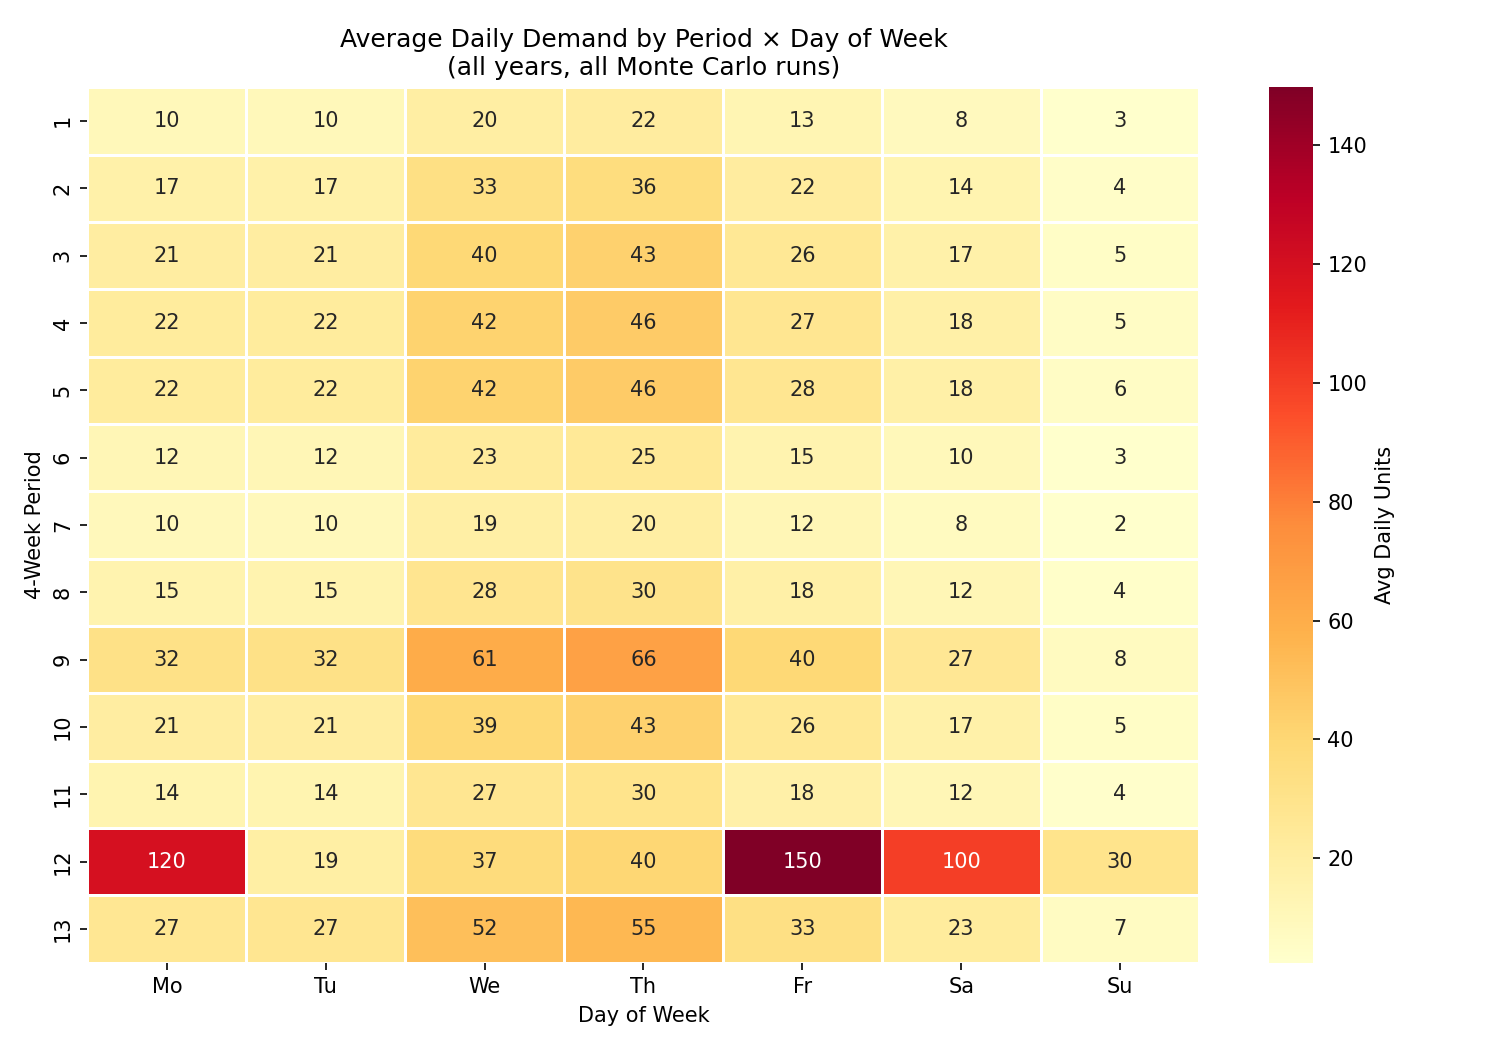 Average Daily Demand by Period × Day of Week
(all years, all Monte Carlo runs)
4-Week Period
1 10 10 20 22 13 8 3
2 17 17 33 36 22 14 4
3 21 21 40 43 26 17 5
4 22 22 42 46 27 18 5
5 22 22 42 46 28 18 6
6 12 12 23 25 15 10 3
7 10 10 19 20 12 8 2
8 15 15 28 30 18 12 4
9 32 32 61 66 40 27 8
10 21 21 39 43 26 17 5
11 14 14 27 30 18 12 4
12 120 19 37 40 150 100 30
13 27 27 52 55 33 23 7
Mo Tu We Th Fr Sa Su
Day of Week
140
120
100
80
60
40
20
Avg Daily Units